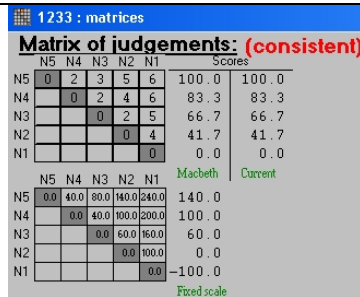 1233 : matrices
Matrix of judgements: (consistent)
N5 N4 N3 N2 N1 Scores
N5 0 2 3 5 6 100.0 100.0
N4 0 2 4 6 83.3 83.3
N3 0 2 5 66.7 66.7
N2 0 4 41.7 41.7
N1 0 0.0 0.0
Macbeth Current
N5 N4 N3 N2 N1
N5 0.0 40.0 80.0 140.0 240.0 140.0
N4 0.0 40.0 100.0 200.0 100.0
N3 0.0 60.0 160.0 60.0
N2 0.0 100.0 0.0
N1 0.0 -100.0
Fixed scale